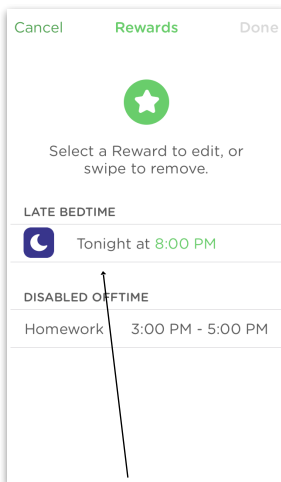 Cancel Rewards Done
Select a Reward to edit, or
swipe to remove.
LATE BEDTIME
Tonight at 8:00 PM
DISABLED OFFTIME
Homework 3:00 PM - 5:00 PM